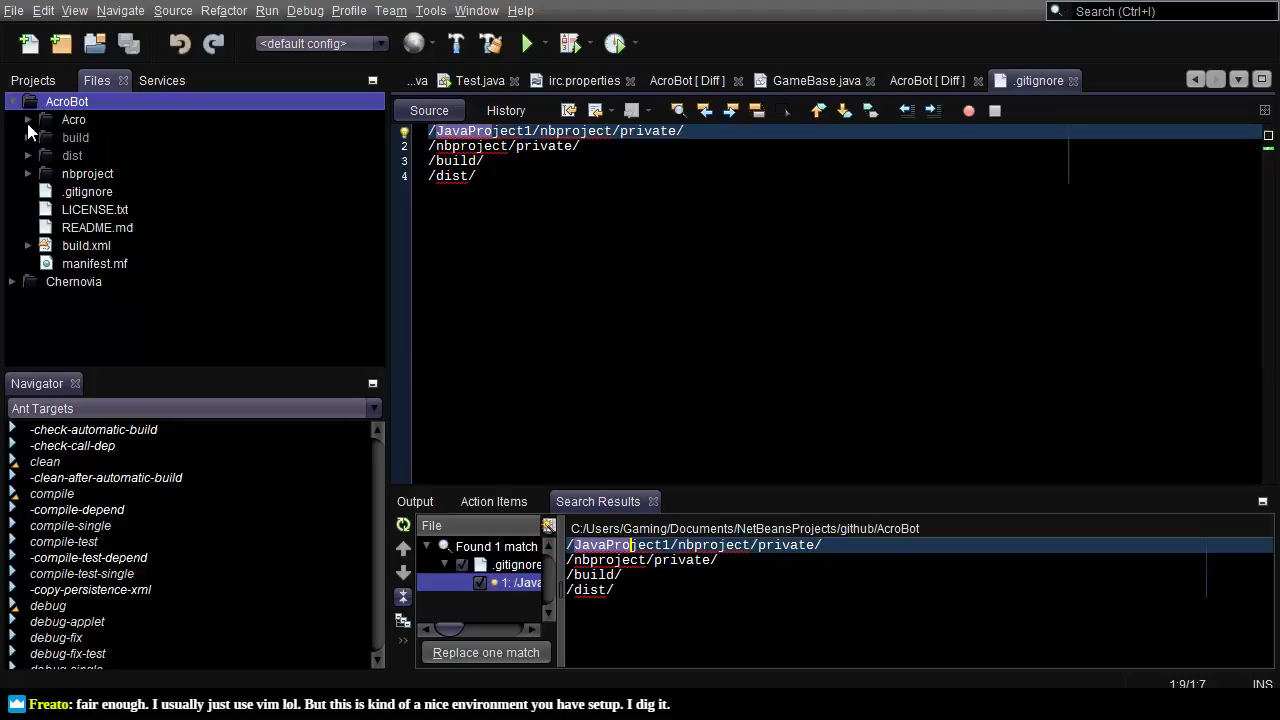 File Edit View Navigate Source Refactor Run Debug Profile Team Tools Window Help
Search (Ctrl+I)
<default config>
Projects Files Services
...va Test.java irc.properties AcroBot [ Diff ] GameBase.java AcroBot [ Diff ] .gitignore
Source History
AcroBot
Acro
build
dist
nbproject
.gitignore
LICENSE.txt
README.md
build.xml
manifest.mf
Chernovia
/JavaProject1/nbproject/private/
2 /nbproject/private/
3 /build/
4 /dist/
Navigator
Ant Targets
-check-automatic-build
-check-call-dep
clean
-clean-after-automatic-build
compile
-compile-depend
compile-single
compile-test
-compile-test-depend
compile-test-single
-copy-persistence-xml
debug
debug-applet
debug-fix
debug-fix-test
debug-single
Output Action Items Search Results
File
Found 1 match
.gitignore
1: /Java
Replace one match
C:/Users/Gaming/Documents/NetBeansProjects/github/AcroBot
/JavaProject1/nbproject/private/
/nbproject/private/
/build/
/dist/
1:9/1:7 INS
Freato: fair enough. I usually just use vim lol. But this is kind of a nice environment you have setup. I dig it.